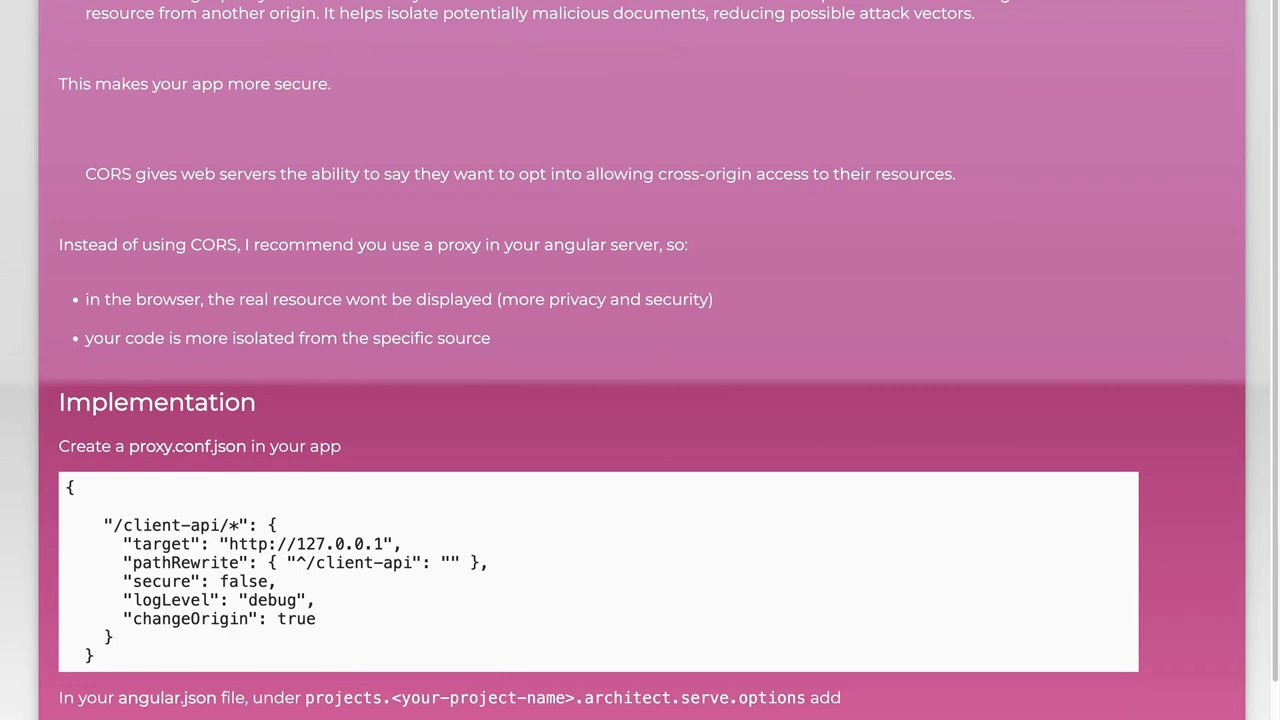 resource from another origin. It helps isolate potentially malicious documents, reducing possible attack vectors.
This makes your app more secure.
CORS gives web servers the ability to say they want to opt into allowing cross-origin access to their resources.
Instead of using CORS, I recommend you use a proxy in your angular server, so:
• in the browser, the real resource wont be displayed (more privacy and security)
• your code is more isolated from the specific source
Implementation
Create a proxy.conf.json in your app
{
"/client-api/*": {
"target": "http://127.0.0.1",
"pathRewrite": { "^/client-api": "" },
"secure": false,
"logLevel": "debug",
"changeOrigin": true
}
}
In your angular.json file, under projects.<your-project-name>.architect.serve.options add